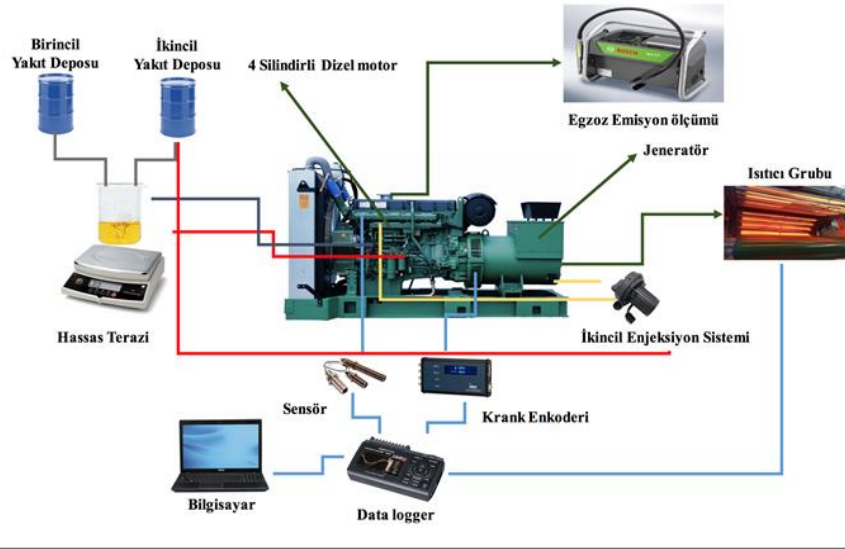 Birincil
Yakıt Deposu
İkincil
Yakıt Deposu
4 Silindirli Dizel motor
BOSCH
Egzoz Emisyon ölçümü
Jeneratör
Isıtıcı Grubu
Hassas Terazi
İkincil Enjeksiyon Sistemi
Sensör
Krank Enkoderi
Bilgisayar
Data logger